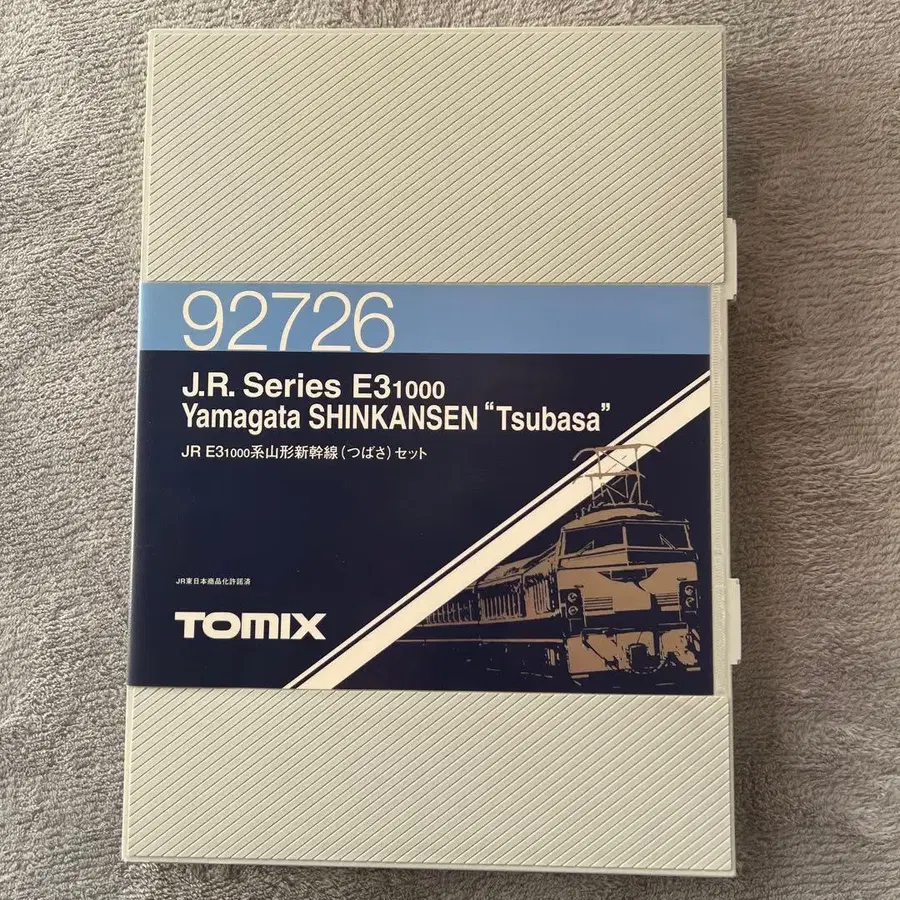 92726
J.R. Series E31000
Yamagata SHINKANSEN “Tsubasa”
JR E31000系山形新幹線(つばさ)セット
JR東日本商品化許諾済
TOMIX